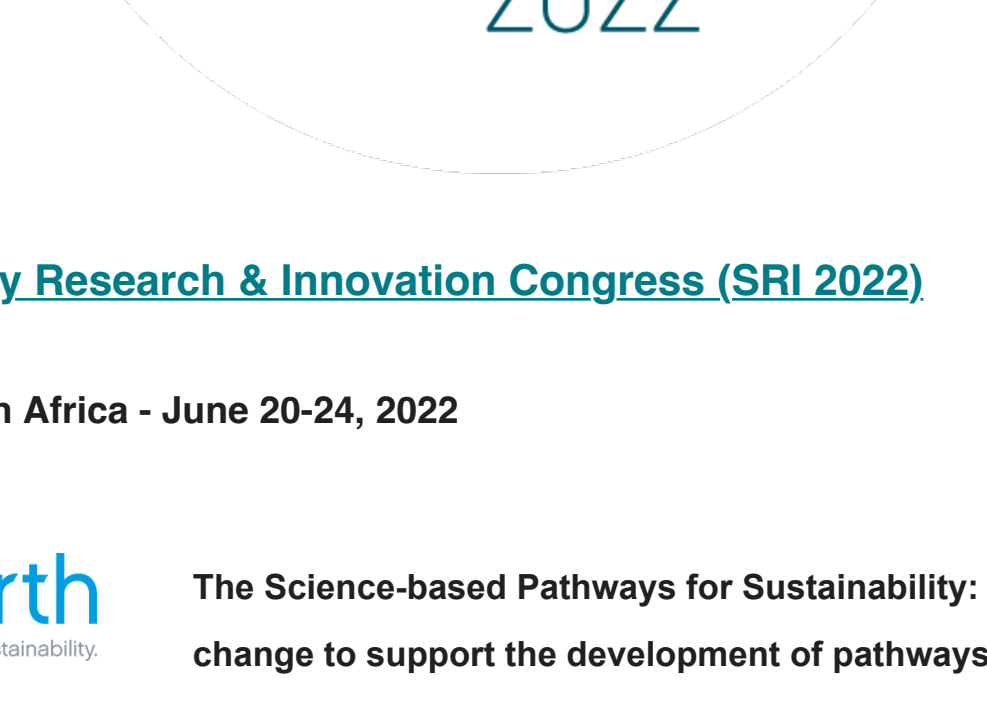 2022
y Research & Innovation Congress (SRI 2022)
n Africa - June 20-24, 2022
rth
tainability.
The Science-based Pathways for Sustainability:
change to support the development of pathways